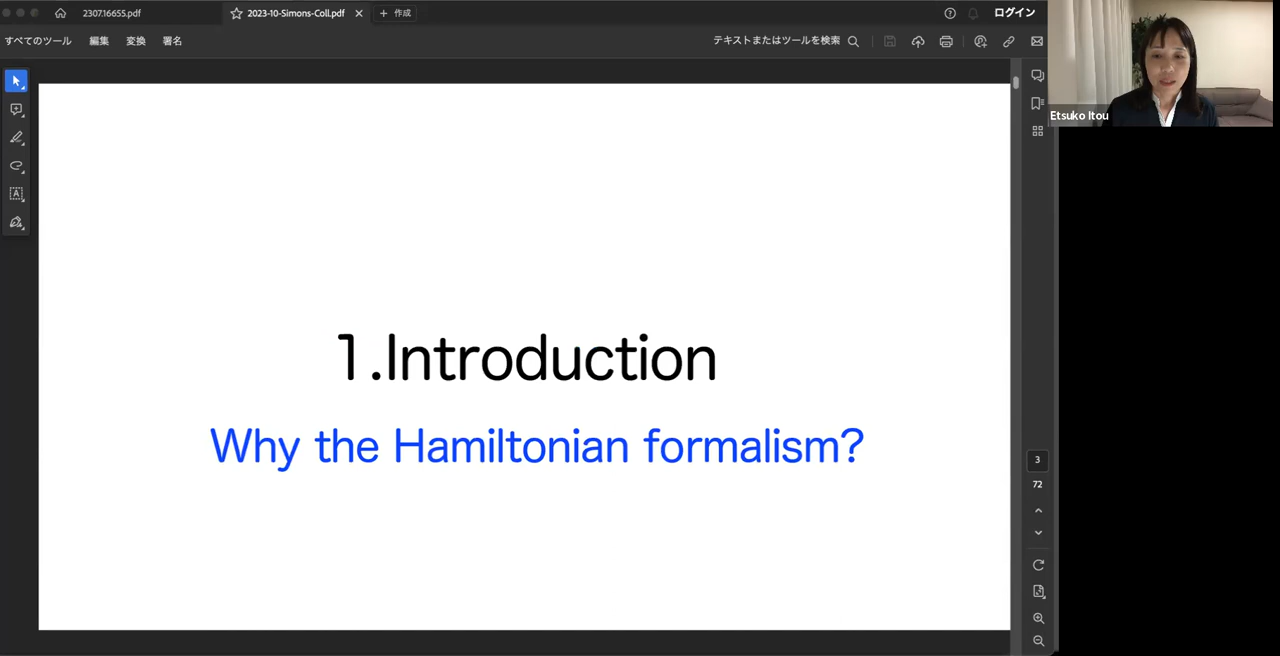 2307.16655.pdf
2023-10-Simons-Coll.pdf
作成
ログイン
すべてのツール
編集
変換
署名
テキストまたはツールを検索
Etsuko Itou
1.Introduction
Why the Hamiltonian formalism?
3
72